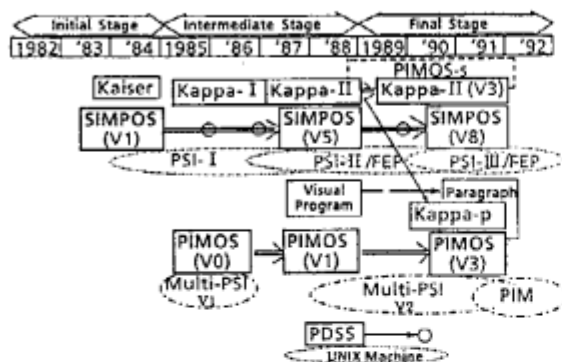 Initial Stage Intermediate Stage Final Stage
1982 '83 '84 1985 '86 '87 '88 1989 '90 '91 '92
PIMOS-s
Kaiser Kappa-I Kappa-II Kappa-II (V3)
SIMPOS SIMPOS SIMPOS
(V1) (V5) (V8)
PSI-I PSI-II/FEP PSI-III/FEP
Visual Paragraph
Program
Kappa-p
PIMOS PIMOS PIMOS
(V0) (V1) (V3)
Multi-PSI Multi-PSI PIM
V1 V2
PDSS
UNIX Machine